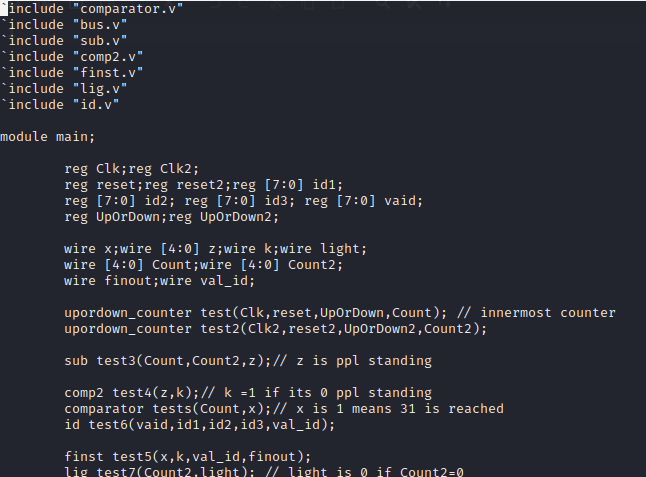 `include "comparator.v"
`include "bus.v"
`include "sub.v"
`include "comp2.v"
`include "finst.v"
`include "lig.v"
`include "id.v"
module main;
reg Clk;reg Clk2;
reg reset;reg reset2;reg [7:0] id1;
reg [7:0] id2; reg [7:0] id3; reg [7:0] vaid;
reg UpOrDown;reg UpOrDown2;
wire x;wire [4:0] z;wire k;wire light;
wire [4:0] Count;wire [4:0] Count2;
wire finout;wire val_id;
upordown_counter test(Clk,reset,UpOrDown,Count); // innermost counter
upordown_counter test2(Clk2,reset2,UpOrDown2,Count2);
sub test3(Count,Count2,z);// z is ppl standing
comp2 test4(z,k);// k =1 if its 0 ppl standing
comparator tests(Count,x);// x is 1 means 31 is reached
id test6(vaid,id1,id2,id3,val_id);
finst test5(x,k,val_id,finout);
lig test7(Count2,light); // light is 0 if Count2=0